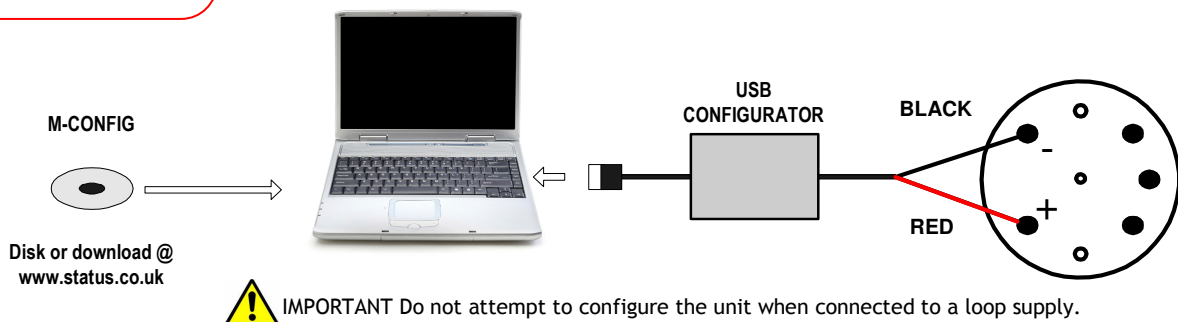 M-CONFIG
Disk or download @
www.status.co.uk
USB
CONFIGURATOR
BLACK
-
+
RED
IMPORTANT Do not attempt to configure the unit when connected to a loop supply.